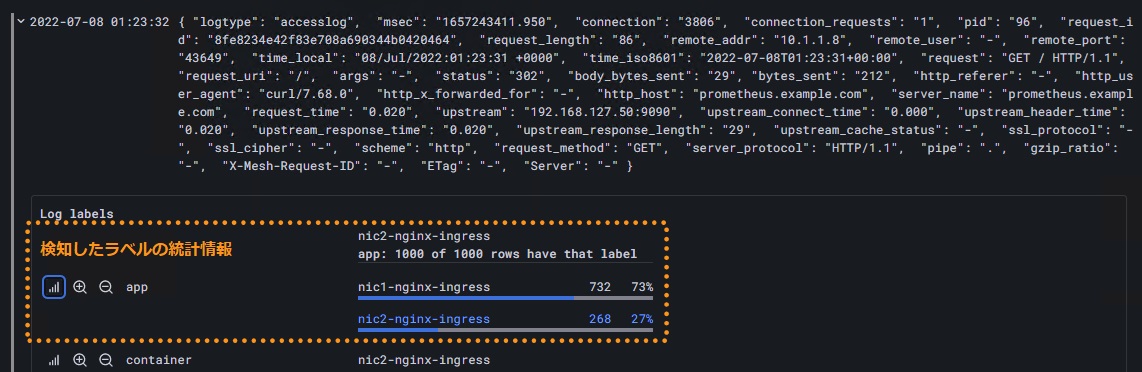 2022-07-08 01:23:32 { "logtype": "accesslog", "msec": "1657243411.950", "connection": "3806", "connection_requests": "1", "pid": "96", "request_i
d": "8fe8234e42f83e708a690344b0420464", "request_length": "86", "remote_addr": "10.1.1.8", "remote_user": "-", "remote_port":
"43649", "time_local": "08/Jul/2022:01:23:31 +0000", "time_iso8601": "2022-07-08T01:23:31+00:00", "request": "GET / HTTP/1.1",
"request_uri": "/", "args": "-", "status": "302", "body_bytes_sent": "29", "bytes_sent": "212", "http_referer": "-", "http_us
er_agent": "curl/7.68.0", "http_x_forwarded_for": "-", "http_host": "prometheus.example.com", "server_name": "prometheus.exampl
e.com", "request_time": "0.020", "upstream": "192.168.127.50:9090", "upstream_connect_time": "0.000", "upstream_header_time":
"0.020", "upstream_response_time": "0.020", "upstream_response_length": "29", "upstream_cache_status": "-", "ssl_protocol": "-
", "ssl_cipher": "-", "scheme": "http", "request_method": "GET", "server_protocol": "HTTP/1.1", "pipe": ".", "gzip_ratio":
"-", "X-Mesh-Request-ID": "-", "ETag": "-", "Server": "-" }
Log labels
検知したラベルの統計情報
nic2-nginx-ingress
app: 1000 of 1000 rows have that label
app nic1-nginx-ingress 732 73%
nic2-nginx-ingress 268 27%
container nic2-nginx-ingress